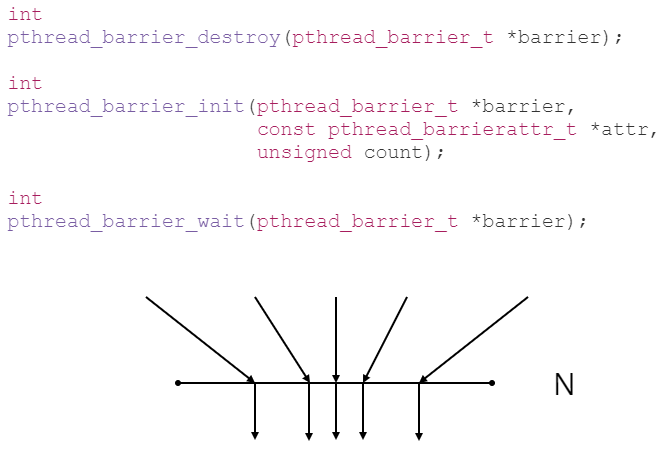 int
pthread_barrier_destroy(pthread_barrier_t *barrier);
int
pthread_barrier_init(pthread_barrier_t *barrier,
const pthread_barrierattr_t *attr,
unsigned count);
int
pthread_barrier_wait(pthread_barrier_t *barrier);
N